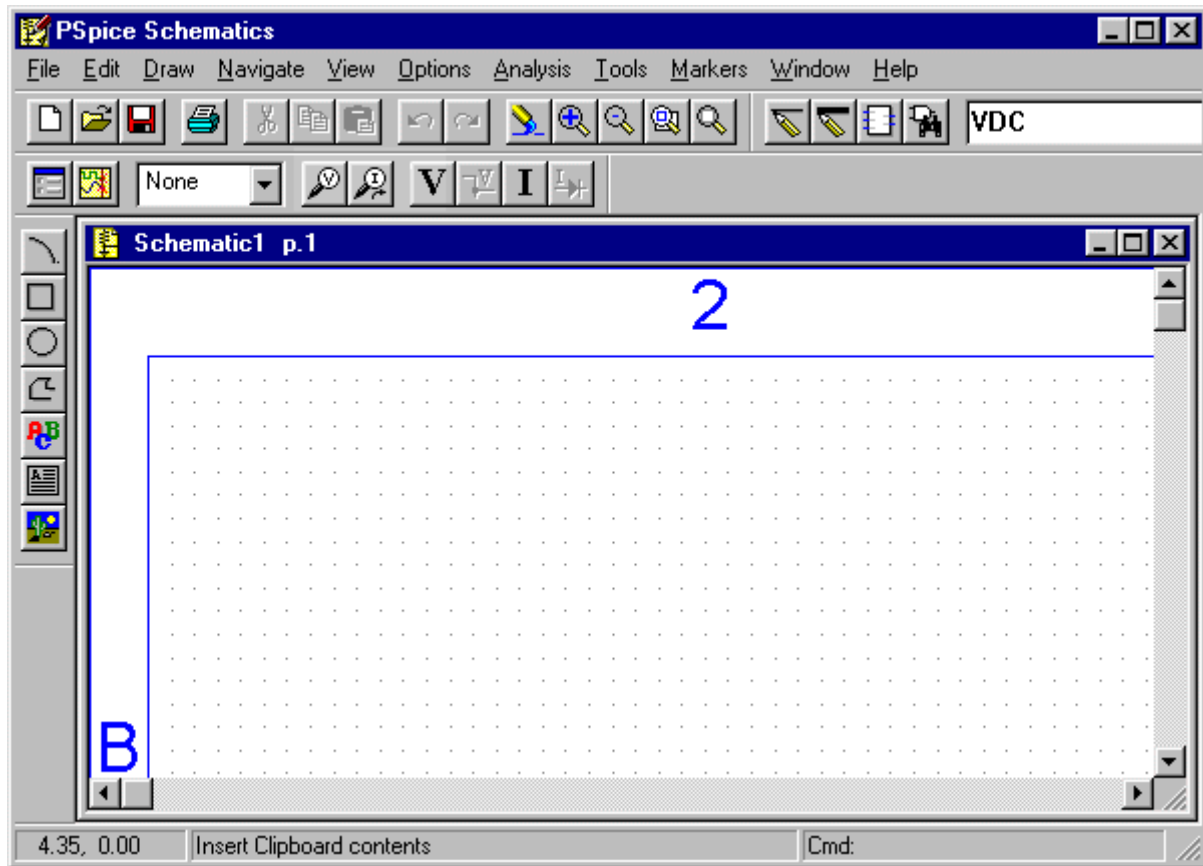 PSpice Schematics
File Edit Draw Navigate View Options Analysis Tools Markers Window Help
VDC
None V I V V I I
Schematic1 p.1
2
ABC
A
B
4.35, 0.00 Insert Clipboard contents Cmd: